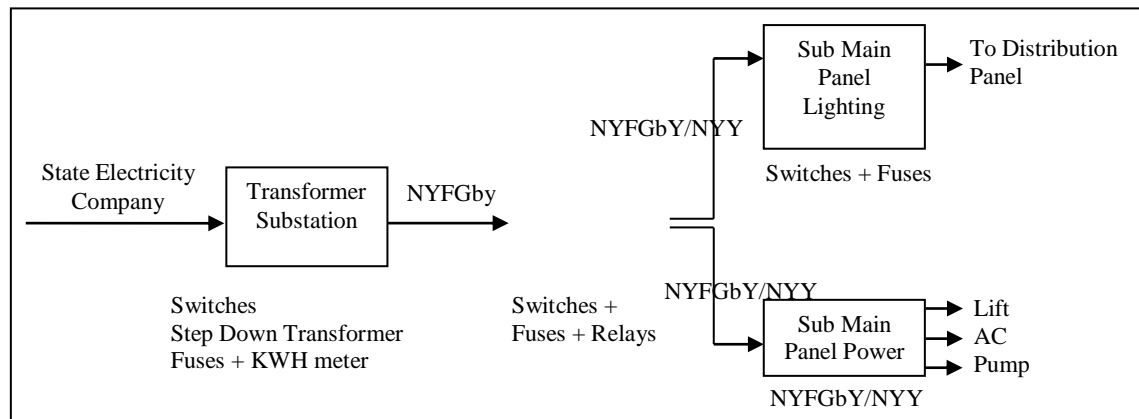 State Electricity
Company
Transformer
Substation
NYFGby
Switches
Step Down Transformer
Fuses + KWH meter
Switches +
Fuses + Relays
NYFGbY/NYY
Sub Main
Panel
Lighting
To Distribution
Panel
Switches + Fuses
NYFGbY/NYY
Sub Main
Panel Power
Lift
AC
Pump
NYFGbY/NYY